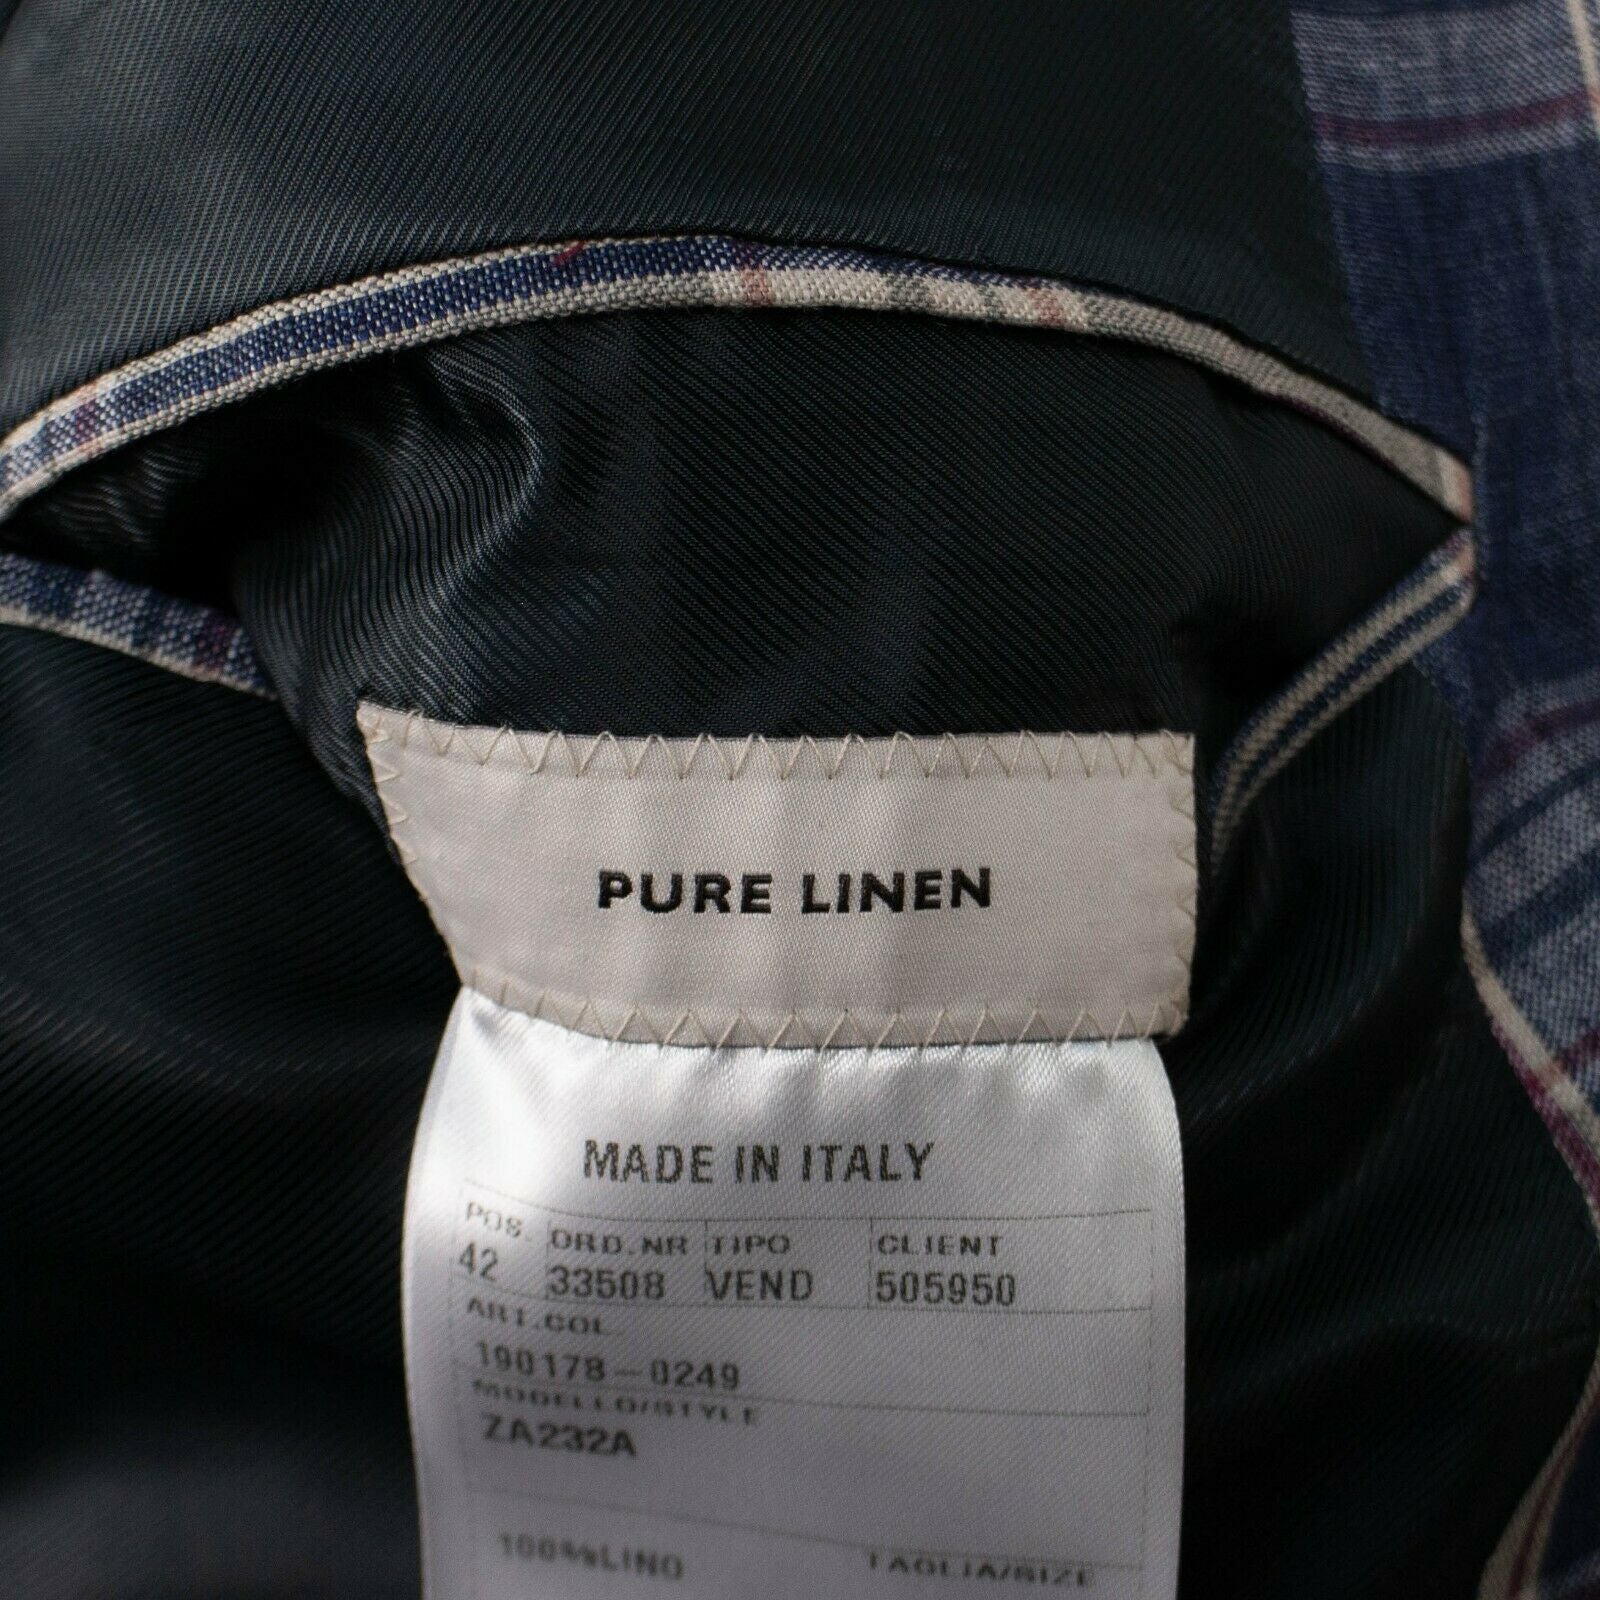 PURE LINEN
MADE IN ITALY
POS. ORD.NR TIPO CLIENT
42 33508 VEND 505950
ART.COL.
190178-0249
MODELLO/STYLE
ZA232A
100%LINO TAGLIA/SIZE